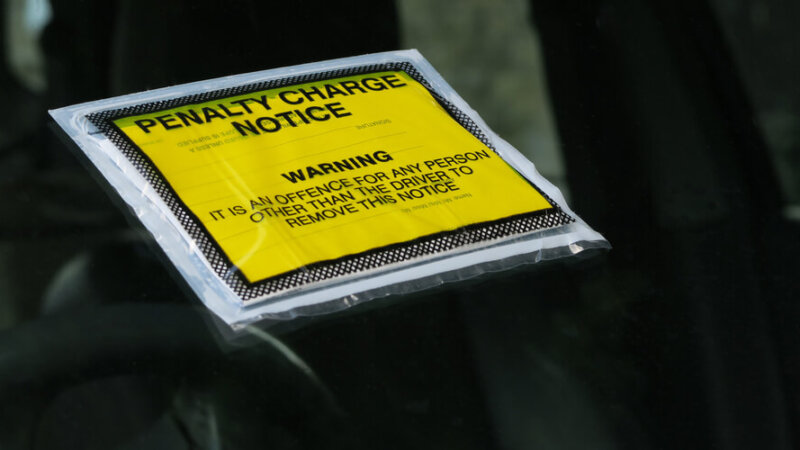 PENALTY CHARGE
NOTICE
SIGNATURE
WARNING
IT IS AN OFFENCE FOR ANY PERSON
OTHER THAN THE DRIVER TO
REMOVE THIS NOTICE